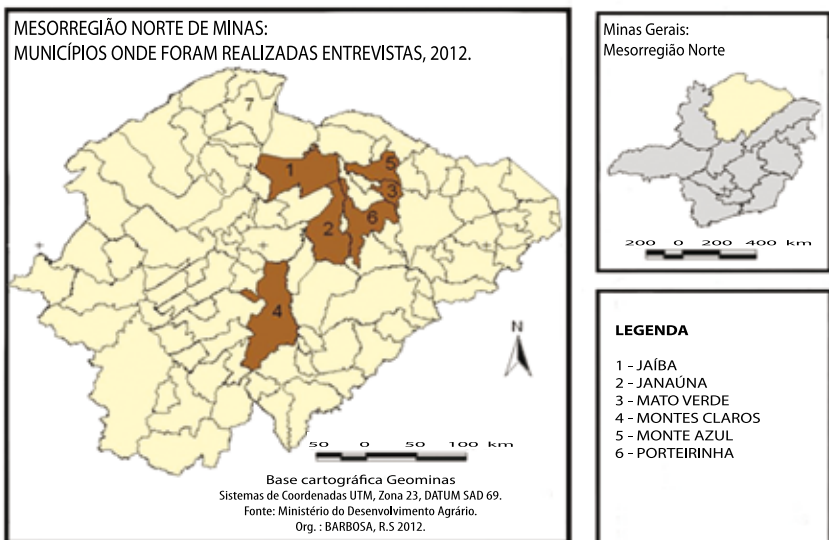 MESORREGIÃO NORTE DE MINAS:
MUNICÍPIOS ONDE FORAM REALIZADAS ENTREVISTAS, 2012.
7
1
5
3
2
6
4
N
50 0 50 100 km
Base cartográfica Geominas
Sistemas de Coordenadas UTM, Zona 23, DATUM SAD 69.
Fonte: Ministério do Desenvolvimento Agrário.
Org. : BARBOSA, R.S 2012.
Minas Gerais:
Mesorregião Norte
200 0 200 400 km
LEGENDA
1 - JAÍBA
2 - JANAÚNA
3 - MATO VERDE
4 - MONTES CLAROS
5 - MONTE AZUL
6 - PORTEIRINHA